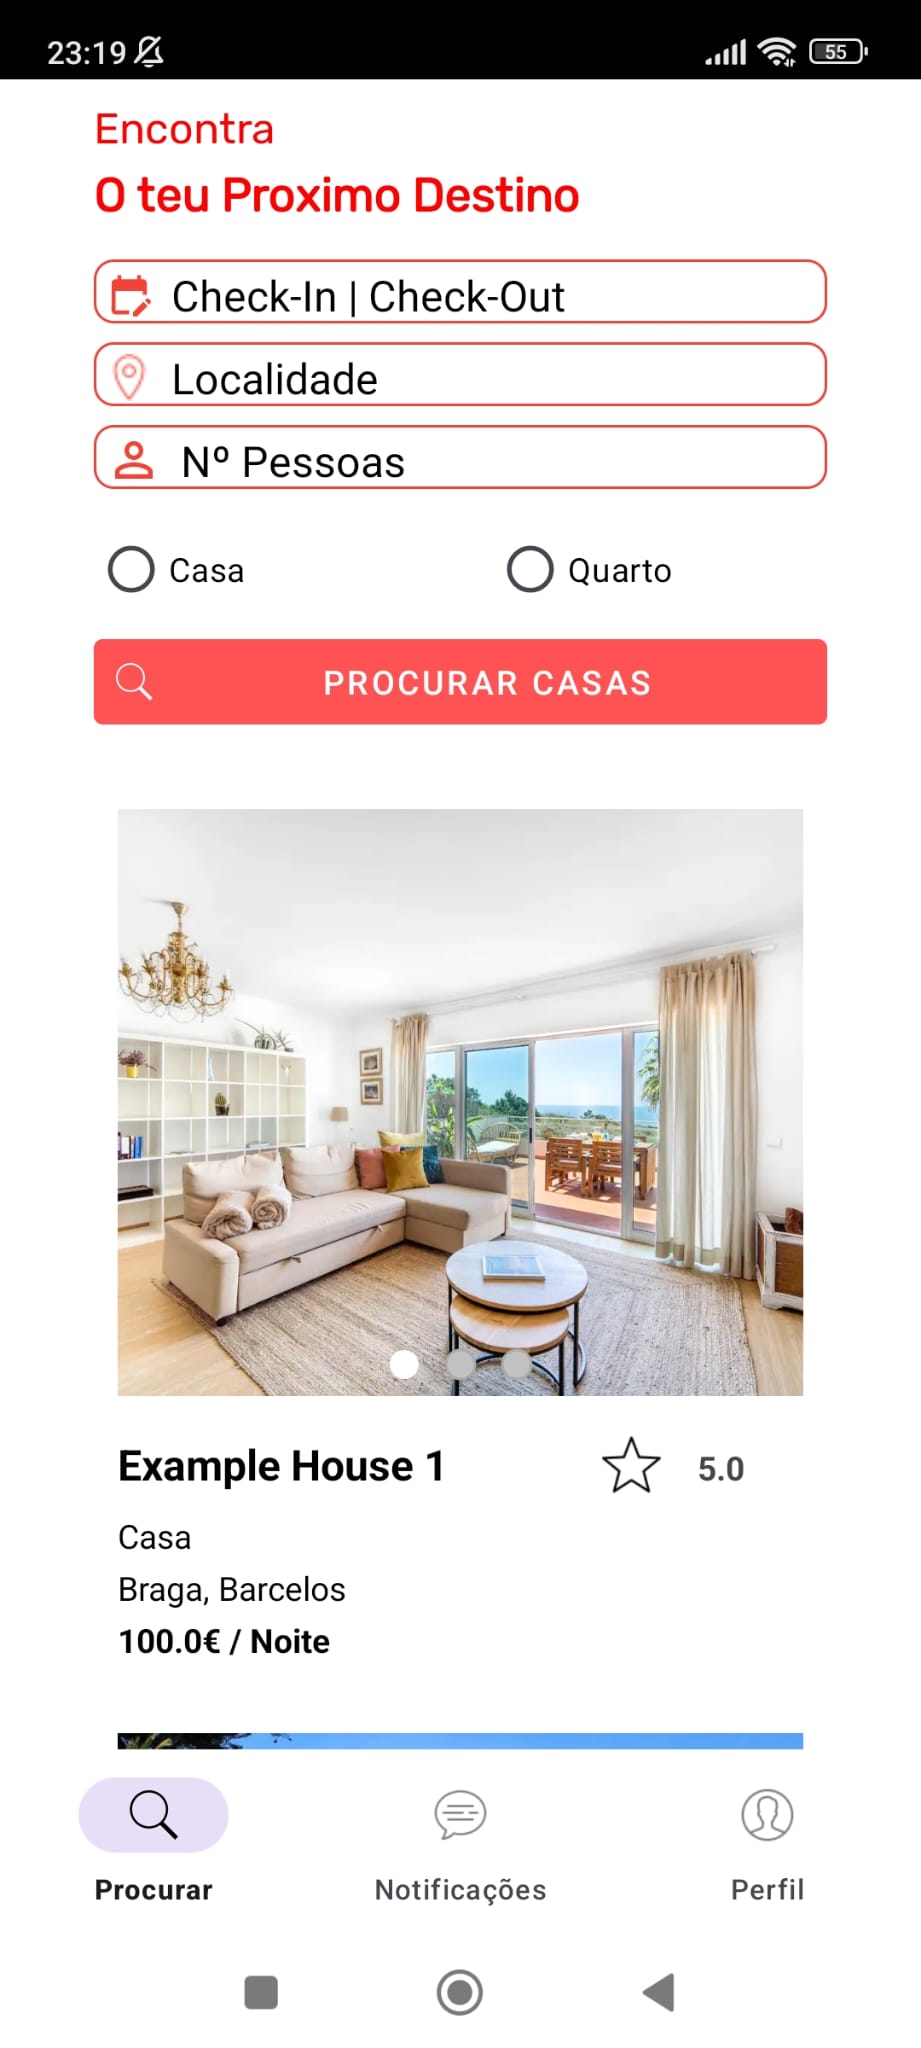 23:19
55
Encontra
O teu Proximo Destino
Check-In | Check-Out
Localidade
Nº Pessoas
Casa
Quarto
PROCURAR CASAS
Example House 1
5.0
Casa
Braga, Barcelos
100.0€ / Noite
Procurar
Notificações
Perfil